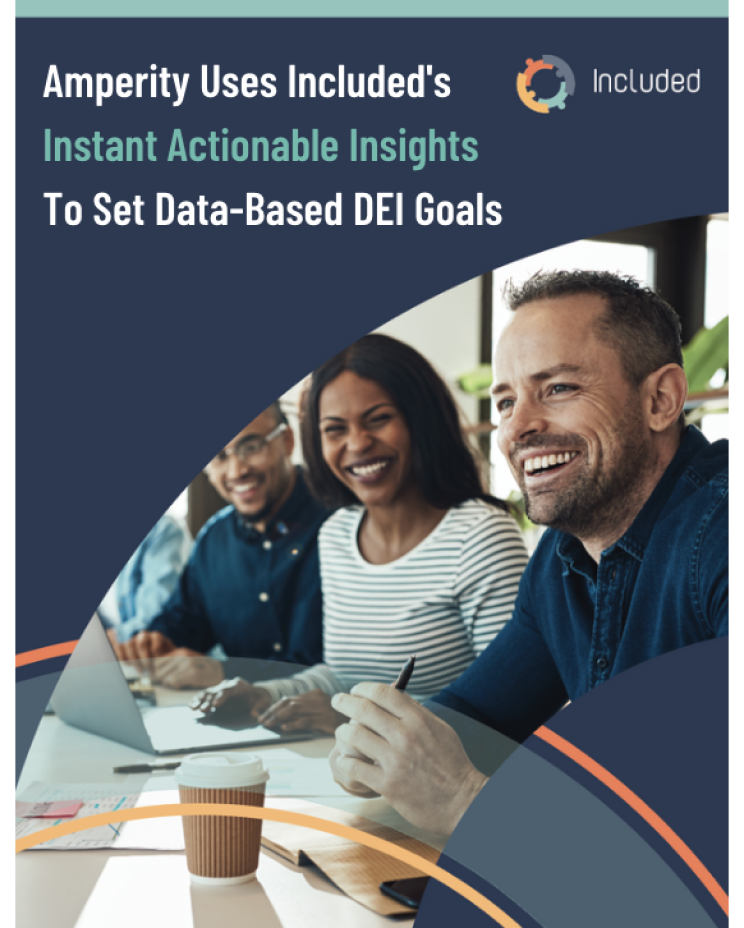 Amperity Uses Included's
Included
Instant Actionable Insights
To Set Data-Based DEI Goals